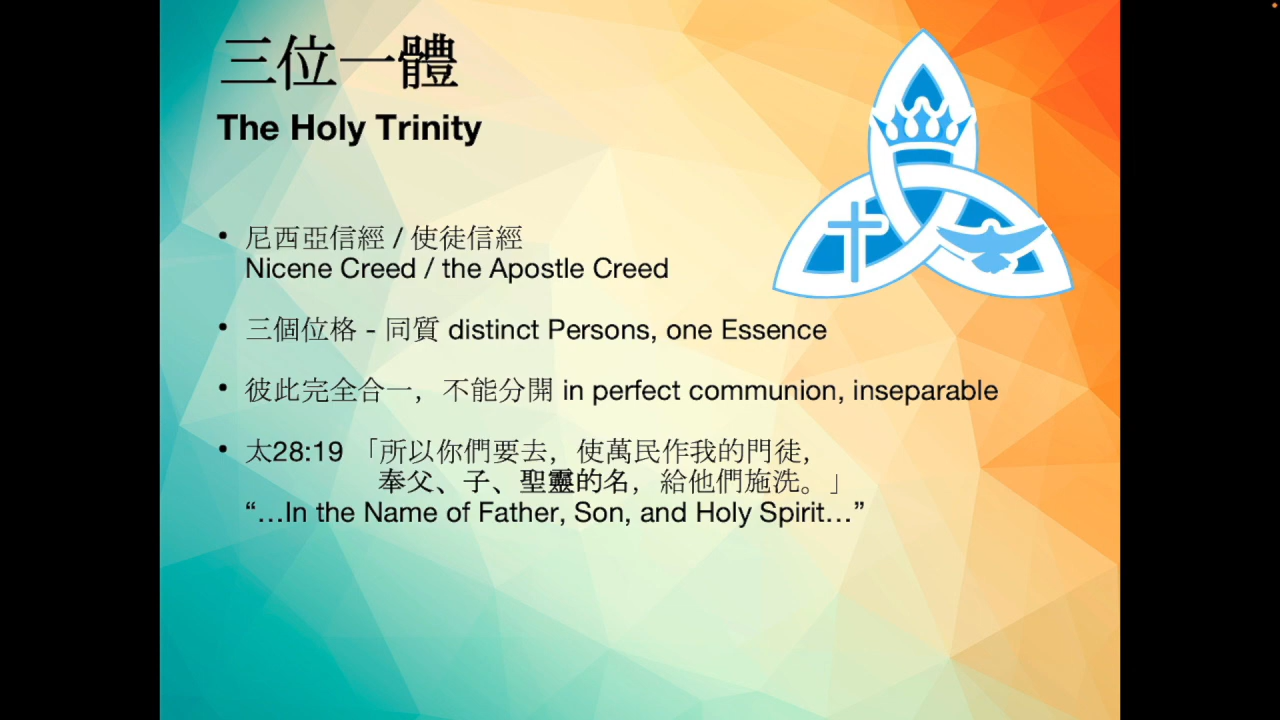 三位一體
The Holy Trinity
• 尼西亞信經 / 使徒信經
Nicene Creed / the Apostle Creed
• 三個位格 - 同質 distinct Persons, one Essence
• 彼此完全合一，不能分開 in perfect communion, inseparable
• 太28:19 「所以你們要去，使萬民作我的門徒，
奉父、子、聖靈的名，給他們施洗。」
“…In the Name of Father, Son, and Holy Spirit…”